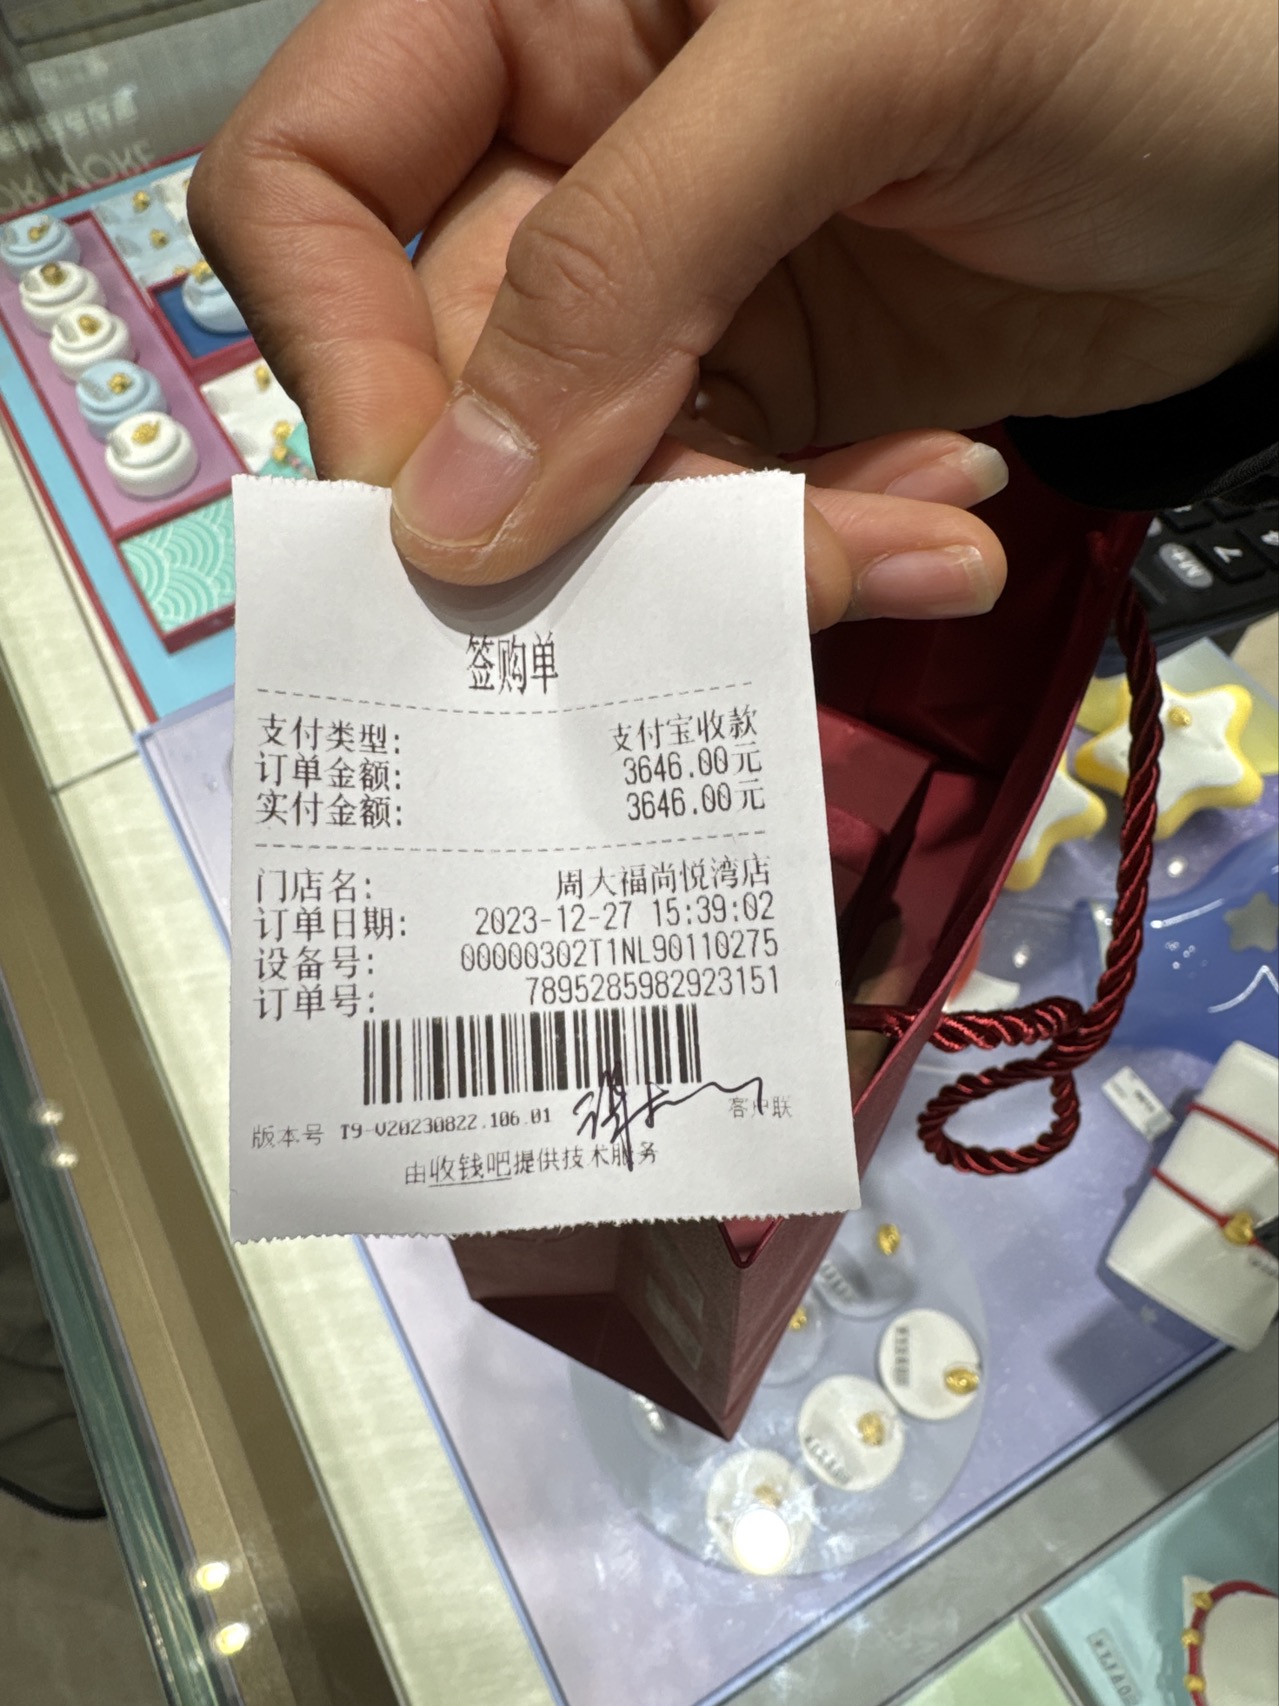 签购单
支付类型: 支付宝收款
订单金额: 3646.00元
实付金额: 3646.00元
门店名: 周大福尚悦湾店
订单日期: 2023-12-27 15:39:02
设备号: 00000302T1NL90110275
订单号: 7895285982923151
版本号 T9-V20230822.106.01 客户联
由收钱吧提供技术服务
OR MORE
M+
7